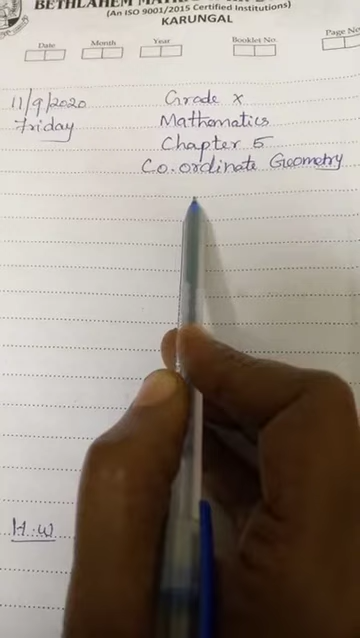 BETHLAHEM
(An ISO 9001/2015 Certified Institutions)
KARUNGAL
Date
Month
Year
Booklet No.
Page No
11/9/2020
Friday
Grade X
Mathematics
Chapter 5
Co.ordinate Geometry
H.W